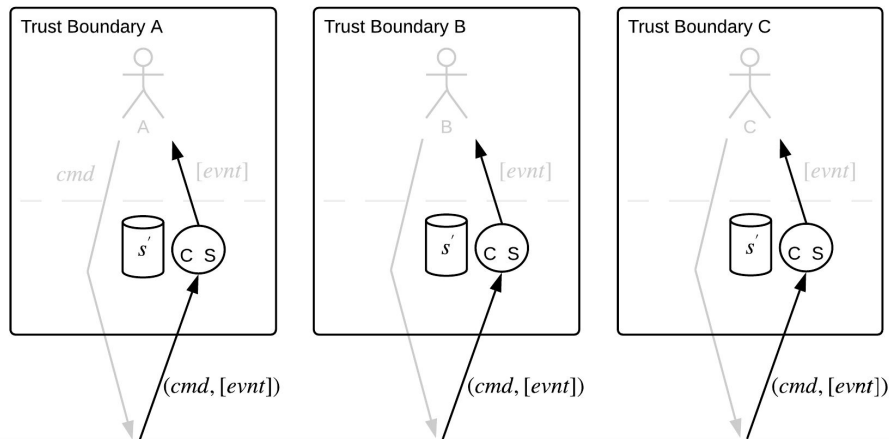 Trust Boundary A
A
cmd
[evnt]
s′
C S
(cmd, [evnt])
Trust Boundary B
B
[evnt]
s′
C S
(cmd, [evnt])
Trust Boundary C
C
[evnt]
s′
C S
(cmd, [evnt])